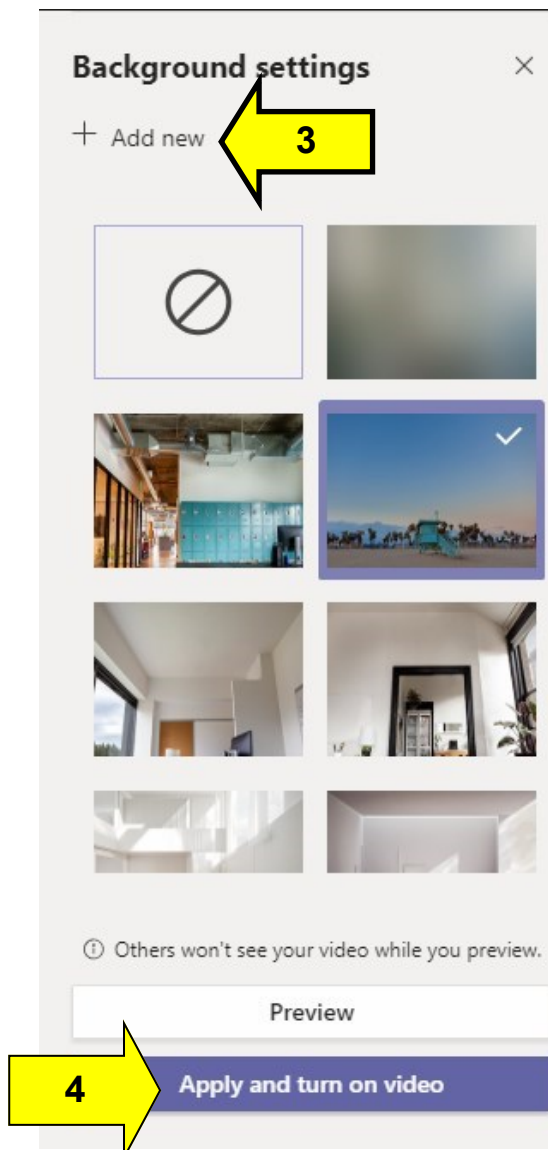 Background settings
+ Add new
3
Others won't see your video while you preview.
Preview
4
Apply and turn on video